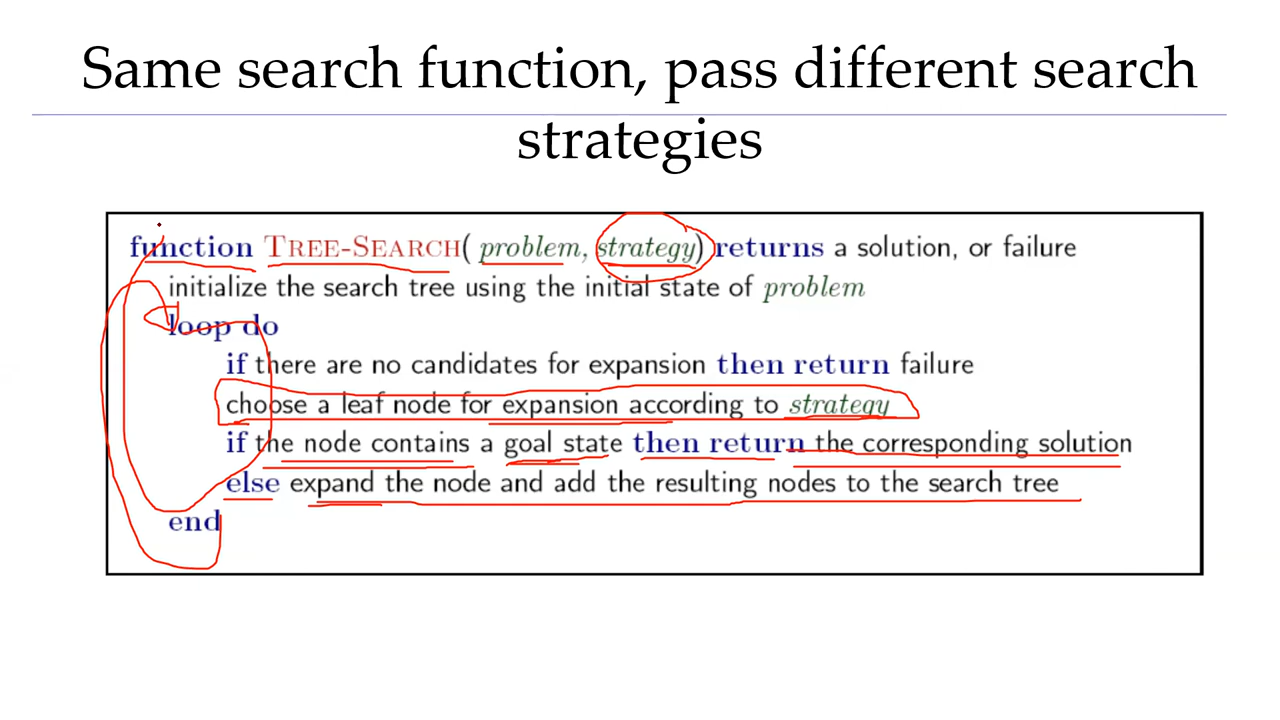 Same search function, pass different search
strategies
function TREE-SEARCH( problem, strategy) returns a solution, or failure
initialize the search tree using the initial state of problem
loop do
if there are no candidates for expansion then return failure
choose a leaf node for expansion according to strategy
if the node contains a goal state then return the corresponding solution
else expand the node and add the resulting nodes to the search tree
end